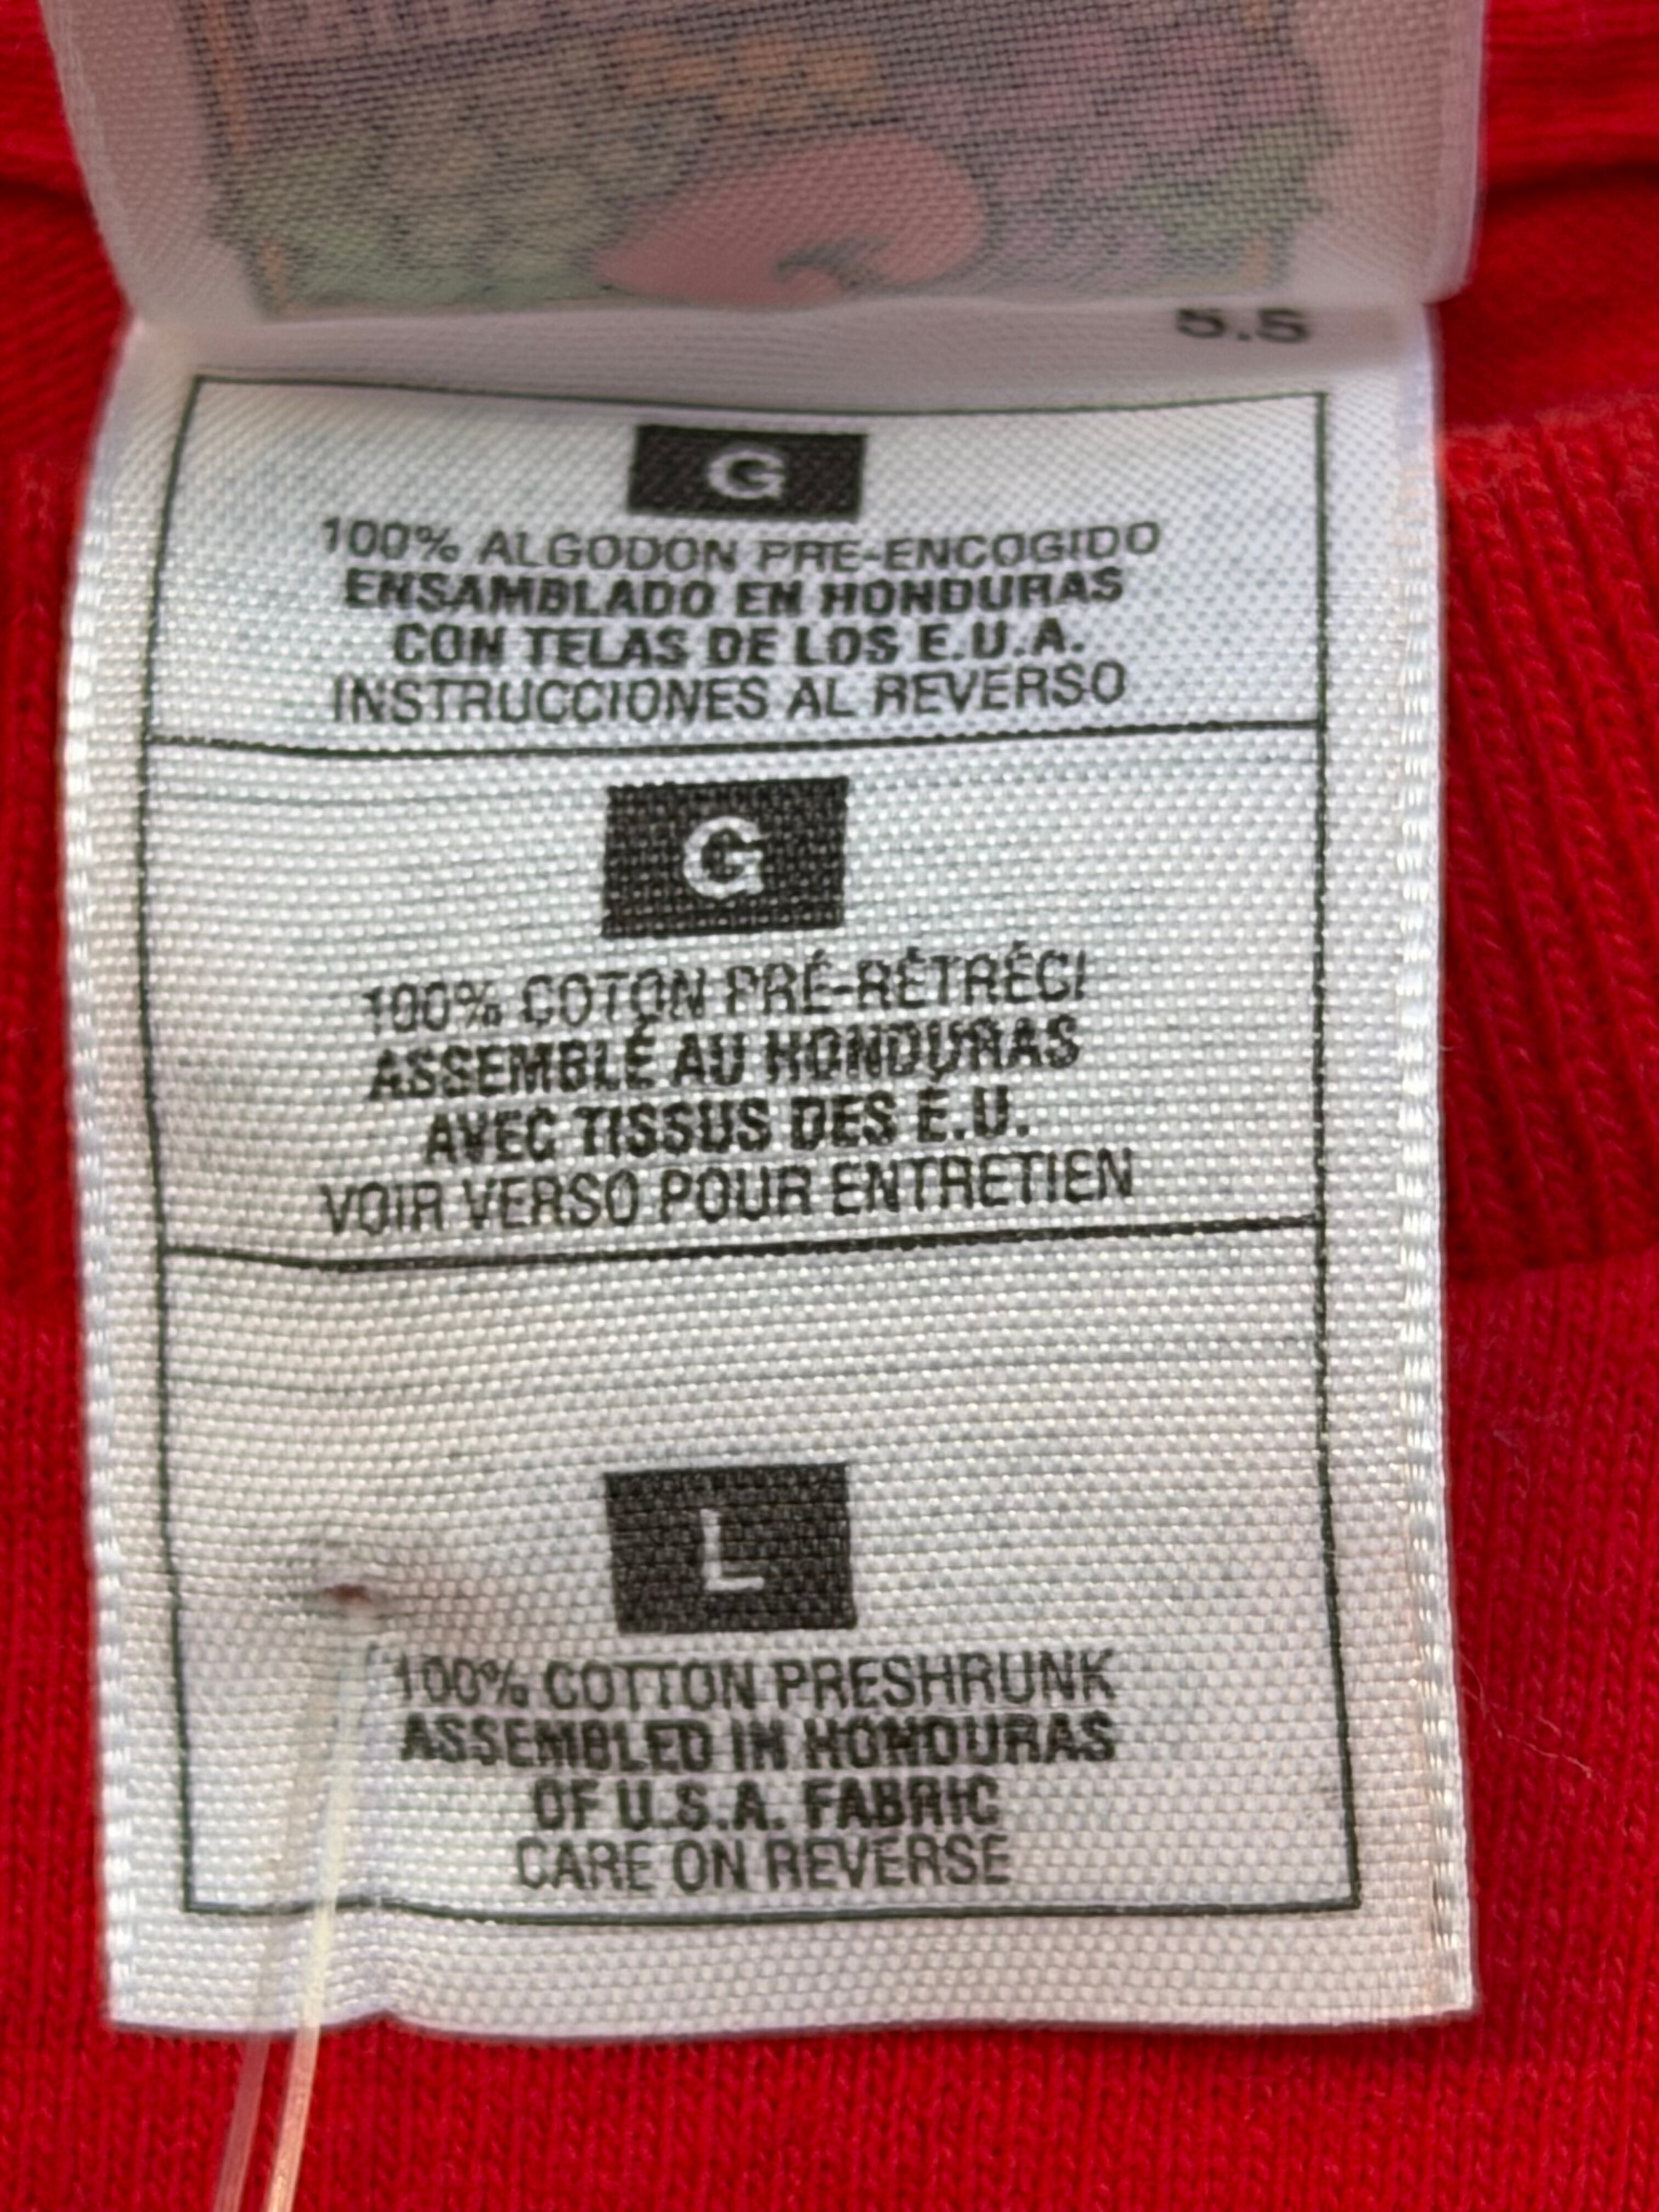 5.5
G
100% ALGODON PRE-ENCOGIDO
ENSAMBLADO EN HONDURAS
CON TELAS DE LOS E.U.A.
INSTRUCCIONES AL REVERSO
G
100% COTON PRÉ-RÉTRÉCI
ASSEMBLÉ AU HONDURAS
AVEC TISSUS DES É.U.
VOIR VERSO POUR ENTRETIEN
L
100% COTTON PRESHRUNK
ASSEMBLED IN HONDURAS
OF U.S.A. FABRIC
CARE ON REVERSE